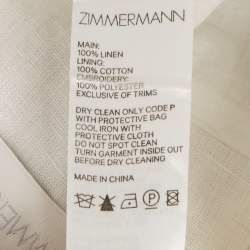 ZIMMERMANN
MAIN:
100% LINEN
LINING:
100% COTTON
EMBROIDERY:
100% POLYESTER
EXCLUSIVE OF TRIMS
DRY CLEAN ONLY CODE P
WITH PROTECTIVE BAG
COOL IRON WITH
PROTECTIVE CLOTH
DO NOT SPOT CLEAN
TURN GARMENT INSIDE OUT
BEFORE DRY CLEANING
MADE IN CHINA
P
MERMANN